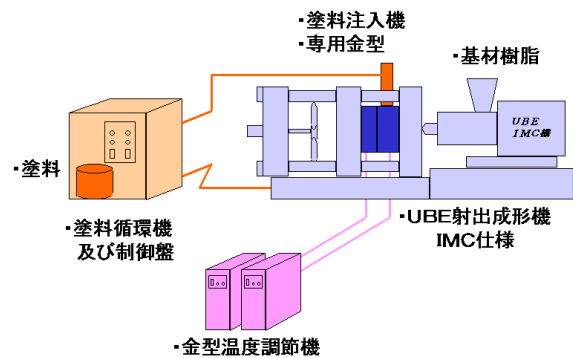 ・塗料注入機
・専用金型
・基材樹脂
UBE
IMC機
・塗料
・塗料循環機
及び制御盤
・UBE射出成形機
IMC仕様
・金型温度調節機